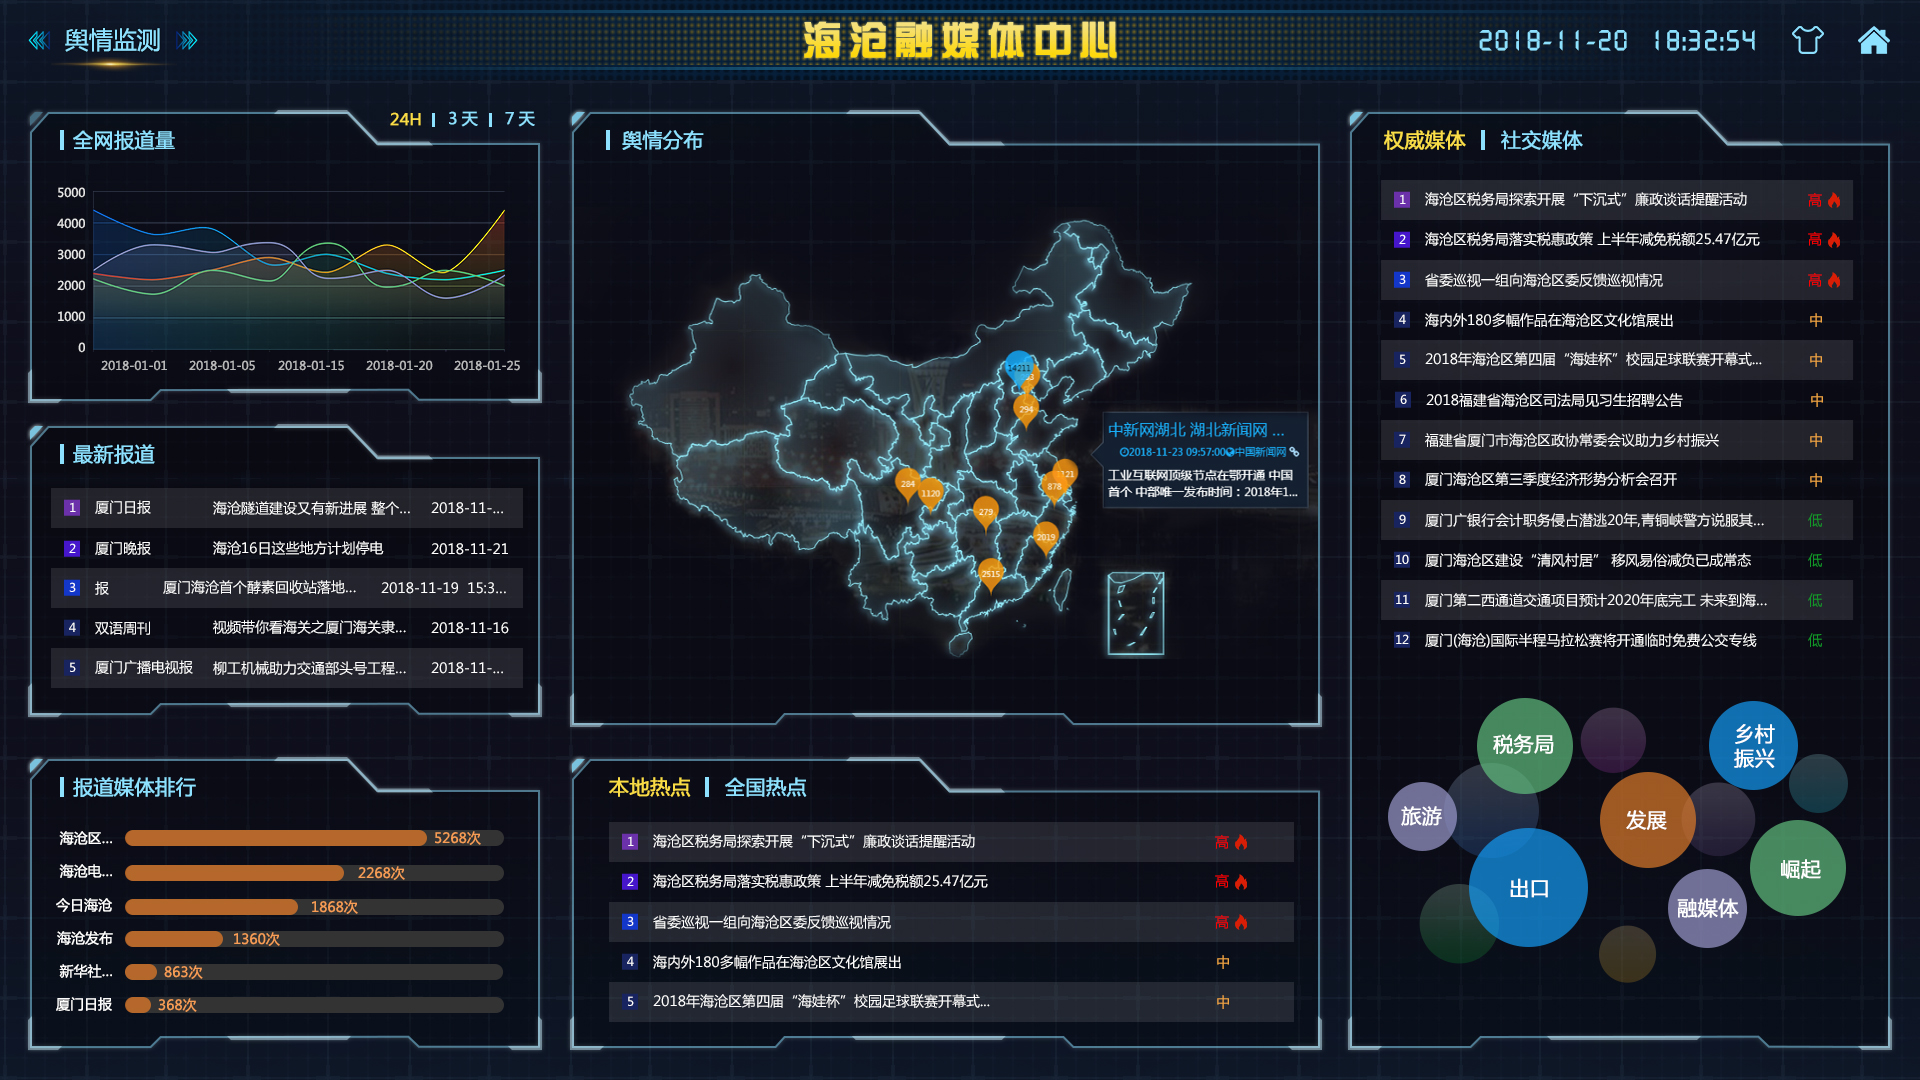 舆情监测
海沧融媒体中心
2018-11-20 18:32:54
全网报道量
24H | 3 天 | 7 天
5000
4000
3000
2000
1000
0
2018-01-01 2018-01-05 2018-01-15 2018-01-20 2018-01-25
最新报道
1 厦门日报 海沧隧道建设又有新进展 整个... 2018-11-...
2 厦门晚报 海沧16日这些地方计划停电 2018-11-21
3 报 厦门海沧首个酵素回收站落地... 2018-11-19 15:3...
4 双语周刊 视频带你看海关之厦门海关隶... 2018-11-16
5 厦门广播电视报 柳工机械助力交通部头号工程... 2018-11-...
报道媒体排行
海沧区... 5268次
海沧电... 2268次
今日海沧 1868次
海沧发布 1360次
新华社... 863次
厦门日报 368次
舆情分布
14211
294
284
1120
279
878
2019
2515
中新网湖北 湖北新闻网 ...
2018-11-23 09:57:00 中国新闻网
工业互联网顶级节点在鄂开通 中国
首个 中部唯一发布时间：2018年1...
本地热点 | 全国热点
1 海沧区税务局探索开展“下沉式”廉政谈话提醒活动 高
2 海沧区税务局落实税惠政策 上半年减免税额25.47亿元 高
3 省委巡视一组向海沧区委反馈巡视情况 高
4 海内外180多幅作品在海沧区文化馆展出 中
5 2018年海沧区第四届“海娃杯”校园足球联赛开幕式... 中
权威媒体 | 社交媒体
1 海沧区税务局探索开展“下沉式”廉政谈话提醒活动 高
2 海沧区税务局落实税惠政策 上半年减免税额25.47亿元 高
3 省委巡视一组向海沧区委反馈巡视情况 高
4 海内外180多幅作品在海沧区文化馆展出 中
5 2018年海沧区第四届“海娃杯”校园足球联赛开幕式... 中
6 2018福建省海沧区司法局见习生招聘公告 中
7 福建省厦门市海沧区政协常委会议助力乡村振兴 中
8 厦门海沧区第三季度经济形势分析会召开 中
9 厦门广银行会计职务侵占潜逃20年,青铜峡警方说服其... 低
10 厦门海沧区建设“清风村居” 移风易俗减负已成常态 低
11 厦门第二西通道交通项目预计2020年底完工 未来到海... 低
12 厦门(海沧)国际半程马拉松赛将开通临时免费公交专线 低
税务局
乡村
振兴
旅游
发展
崛起
出口
融媒体